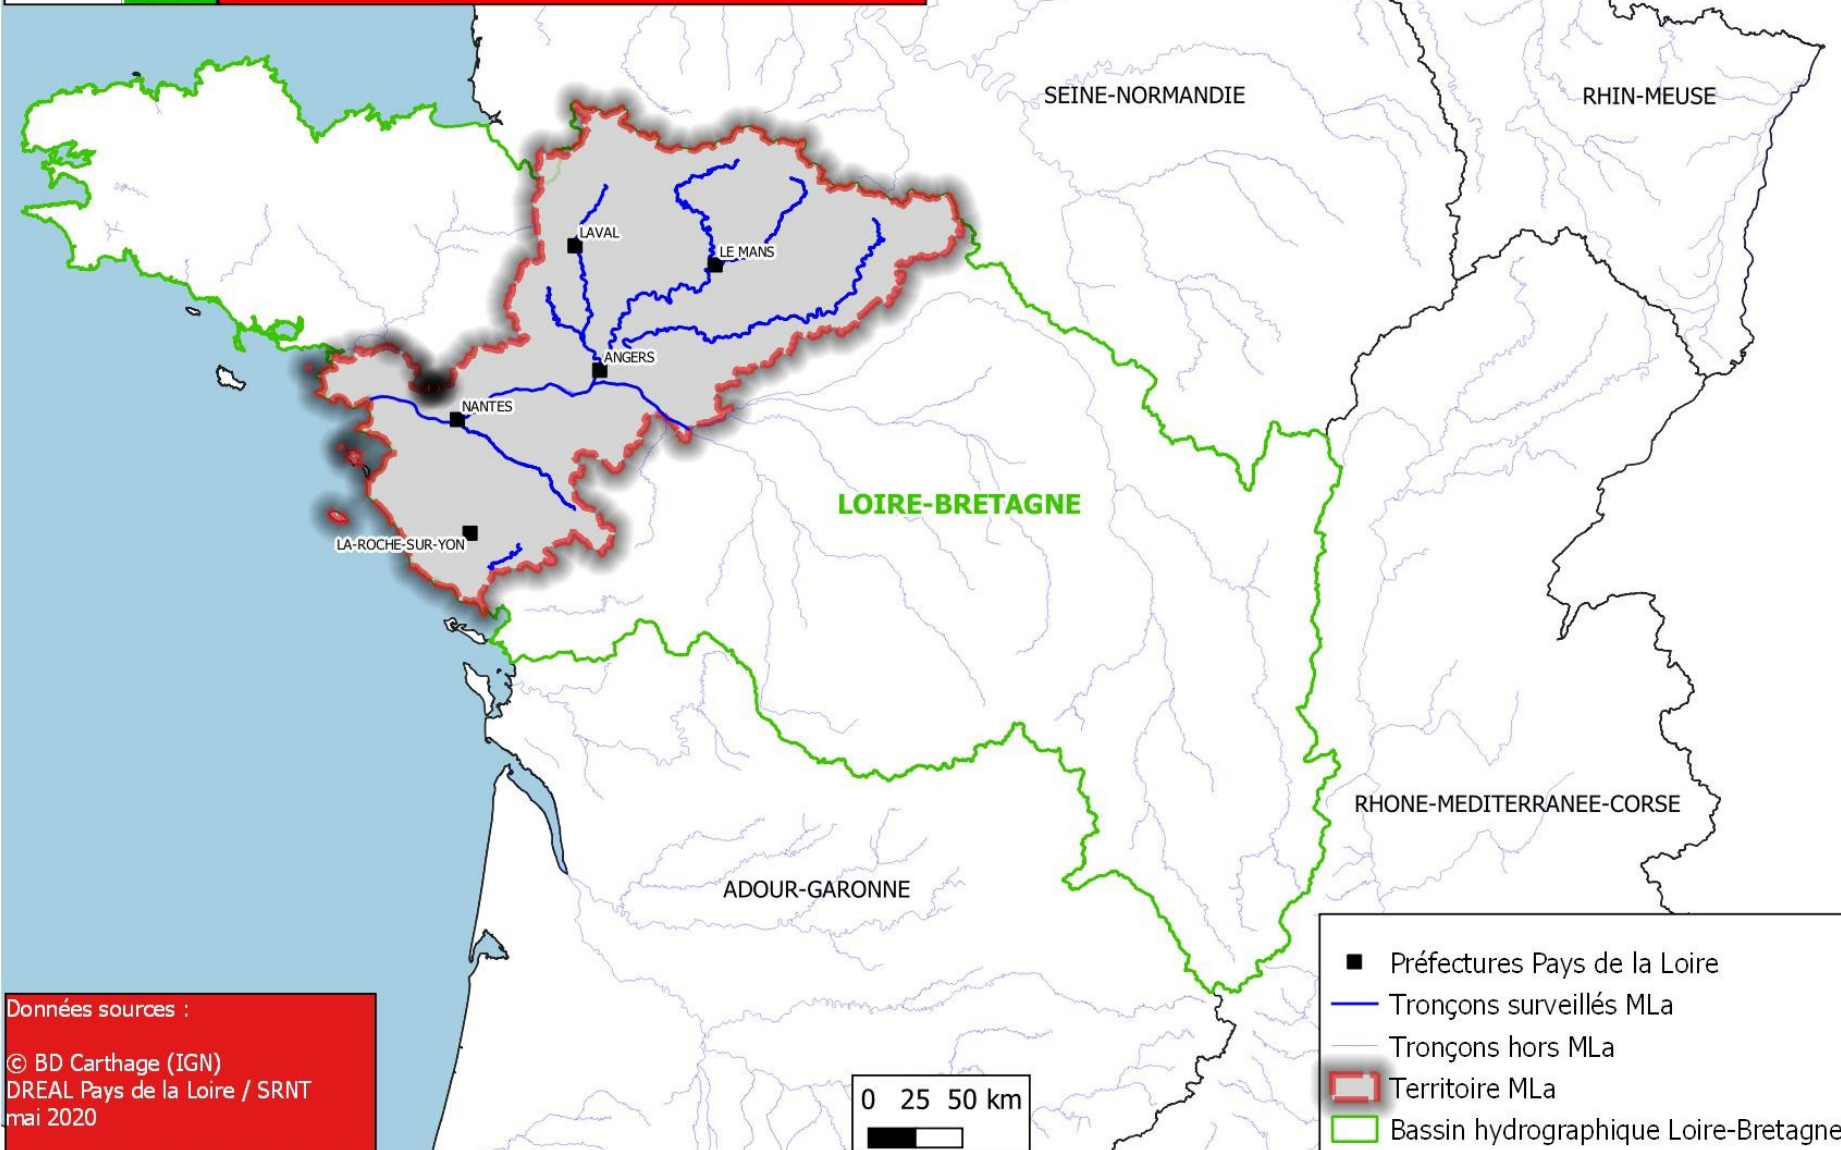 SEINE-NORMANDIE
RHIN-MEUSE
LAVAL
LE MANS
ANGERS
NANTES
LOIRE-BRETAGNE
LA-ROCHE-SUR-YON
RHONE-MEDITERRANEE-CORSE
ADOUR-GARONNE
Données sources :
© BD Carthage (IGN)
DREAL Pays de la Loire / SRNT
mai 2020
0 25 50 km
Préfectures Pays de la Loire
Tronçons surveillés MLa
Tronçons hors MLa
Territoire MLa
Bassin hydrographique Loire-Bretagne